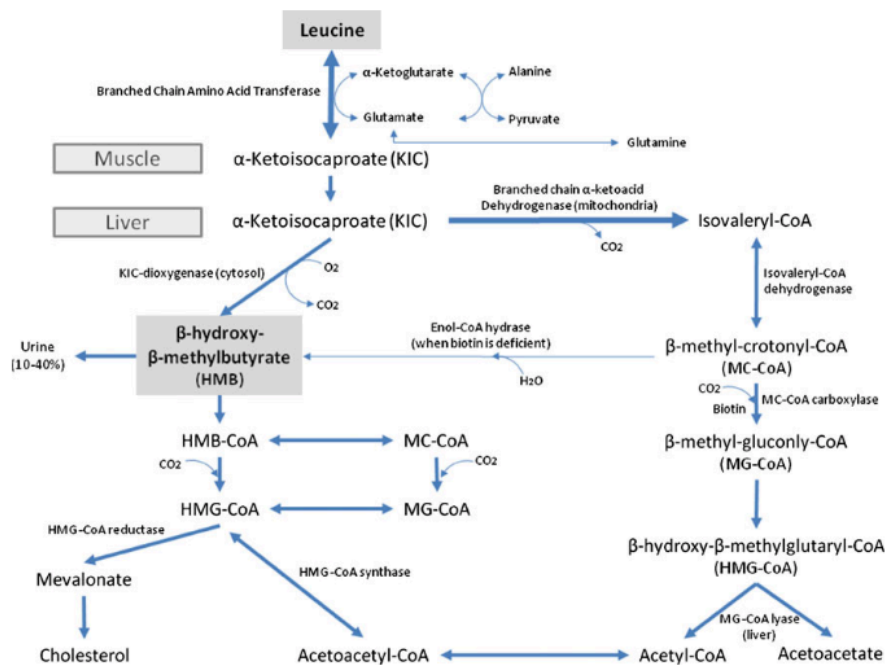 Leucine
α-Ketoglutarate
Alanine
Branched Chain Amino Acid Transferase
Glutamate
Pyruvate
Glutamine
Muscle
α-Ketoisocaproate (KIC)
Branched chain α-ketoacid
Dehydrogenase (mitochondria)
Liver
α-Ketoisocaproate (KIC)
Isovaleryl-CoA
CO2
KIC-dioxygenase (cytosol)
O2
CO2
Isovaleryl-CoA
dehydrogenase
Urine
(10-40%)
β-hydroxy-
β-methylbutyrate
(HMB)
Enol-CoA hydrase
(when biotin is deficient)
H2O
β-methyl-crotonyl-CoA
(MC-CoA)
CO2
Biotin
MC-CoA carboxylase
HMB-CoA
MC-CoA
β-methyl-gluconly-CoA
(MG-CoA)
CO2
CO2
HMG-CoA
MG-CoA
HMG-CoA reductase
β-hydroxy-β-methylglutaryl-CoA
(HMG-CoA)
Mevalonate
HMG-CoA synthase
MG-CoA lyase
(liver)
Cholesterol
Acetoacetyl-CoA
Acetyl-CoA
Acetoacetate